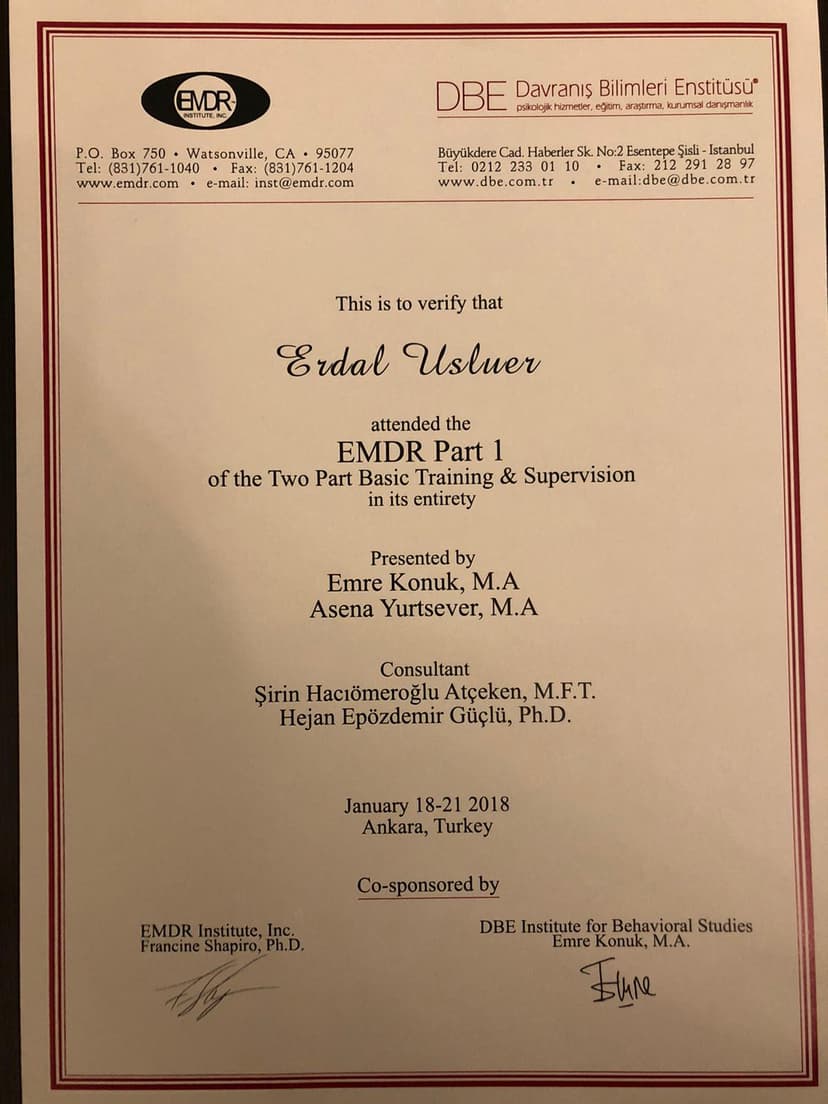 EMDR
INSTITUTE, INC.
DBE Davranış Bilimleri Enstitüsü
psikolojik hizmetler, eğitim, araştırma, kurumsal danışmanlık
P.O. Box 750 • Watsonville, CA • 95077
Tel: (831)761-1040 • Fax: (831)761-1204
www.emdr.com • e-mail: inst@emdr.com
Büyükdere Cad. Haberler Sk. No:2 Esentepe Şisli - Istanbul
Tel: 0212 233 01 10 • Fax: 212 291 28 97
www.dbe.com.tr • e-mail:dbe@dbe.com.tr
This is to verify that
Erdal Usluer
attended the
EMDR Part 1
of the Two Part Basic Training & Supervision
in its entirety
Presented by
Emre Konuk, M.A
Asena Yurtsever, M.A
Consultant
Şirin Hacıömeroğlu Atçeken, M.F.T.
Hejan Epözdemir Güçlü, Ph.D.
January 18-21 2018
Ankara, Turkey
Co-sponsored by
EMDR Institute, Inc.
Francine Shapiro, Ph.D.
DBE Institute for Behavioral Studies
Emre Konuk, M.A.